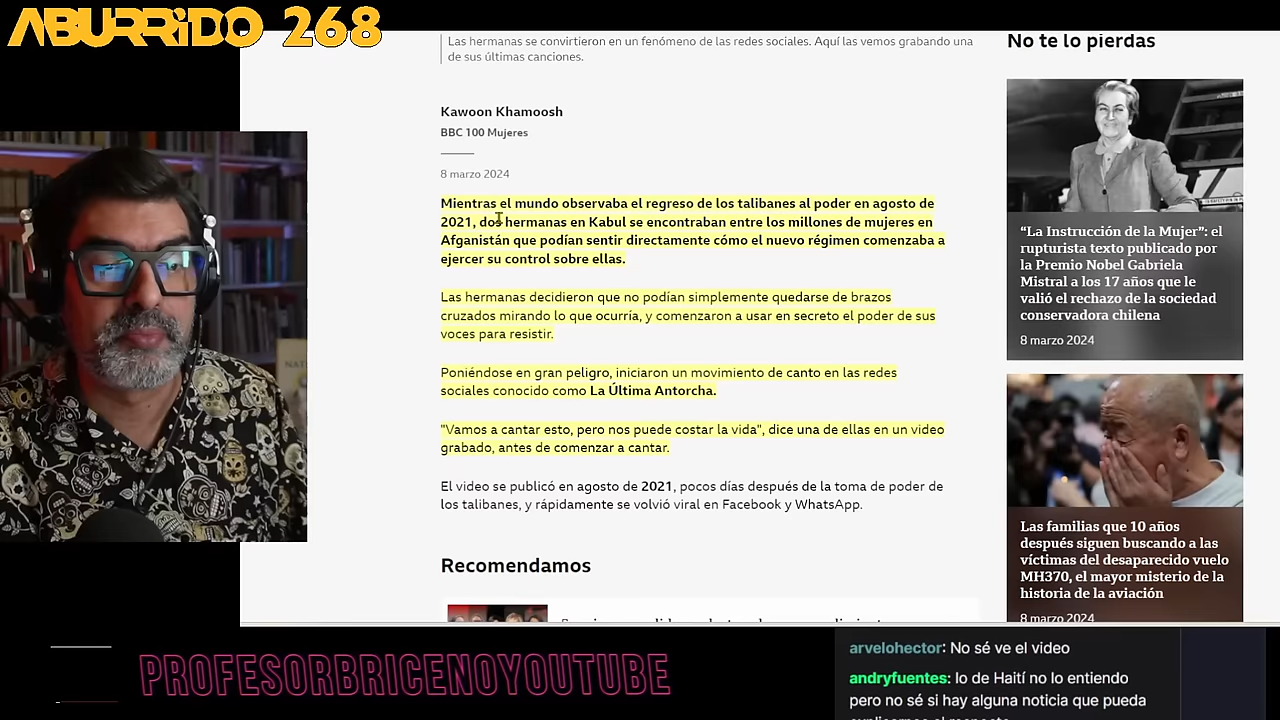 ABURRIDO 268
Las hermanas se convirtieron en un fenómeno de las redes sociales. Aquí las vemos grabando una
de sus últimas canciones.
Kawoon Khamoosh
BBC 100 Mujeres
8 marzo 2024
Mientras el mundo observaba el regreso de los talibanes al poder en agosto de
2021, dos hermanas en Kabul se encontraban entre los millones de mujeres en
Afganistán que podían sentir directamente cómo el nuevo régimen comenzaba a
ejercer su control sobre ellas.
Las hermanas decidieron que no podían simplemente quedarse de brazos
cruzados mirando lo que ocurría, y comenzaron a usar en secreto el poder de sus
voces para resistir.
Poniéndose en gran peligro, iniciaron un movimiento de canto en las redes
sociales conocido como La Última Antorcha.
"Vamos a cantar esto, pero nos puede costar la vida", dice una de ellas en un video
grabado, antes de comenzar a cantar.
El video se publicó en agosto de 2021, pocos días después de la toma de poder de
los talibanes, y rápidamente se volvió viral en Facebook y WhatsApp.
Recomendamos
No te lo pierdas
“La Instrucción de la Mujer”: el
rupturista texto publicado por
la Premio Nobel Gabriela
Mistral a los 17 años que le
valió el rechazo de la sociedad
conservadora chilena
8 marzo 2024
Las familias que 10 años
después siguen buscando a las
víctimas del desaparecido vuelo
MH370, el mayor misterio de la
historia de la aviación
8 marzo 2024
PROFESORBRICENOYOUTUBE
arvelohector: No sé ve el video
andryfuentes: lo de Haití no lo entiendo
pero no sé si hay alguna noticia que pueda